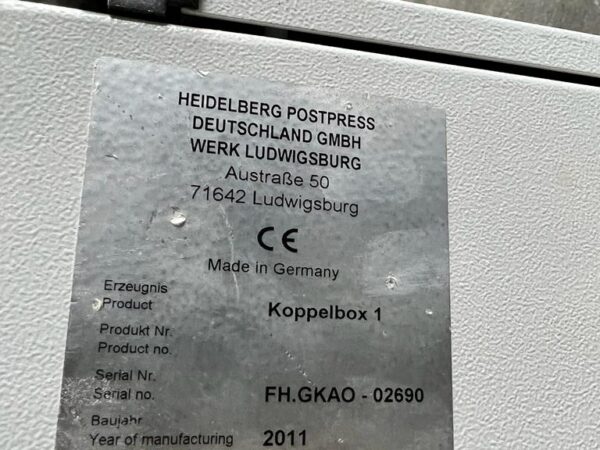 HEIDELBERG POSTPRESS
DEUTSCHLAND GMBH
WERK LUDWIGSBURG
Austraße 50
71642 Ludwigsburg
CE
Made in Germany
Erzeugnis
Product Koppelbox 1
Produkt Nr.
Product no.
Serial Nr.
Serial no. FH.GKAO - 02690
Baujahr
Year of manufacturing 2011